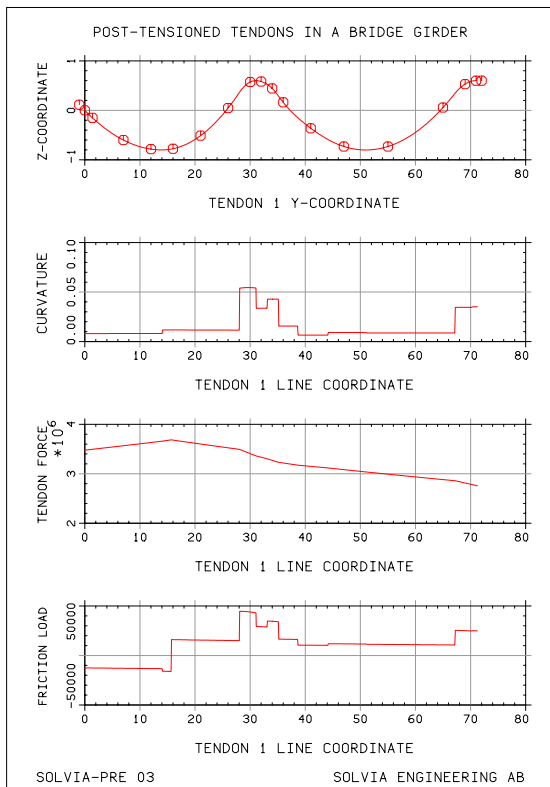 POST-TENSIONED TENDONS IN A BRIDGE GIRDER
Z-COORDINATE
1
0
-1
0 10 20 30 40 50 60 70 80
TENDON 1 Y-COORDINATE
CURVATURE
0.10
0.05
0.00
0 10 20 30 40 50 60 70 80
TENDON 1 LINE COORDINATE
TENDON FORCE
*10^6
4
3
2
0 10 20 30 40 50 60 70 80
TENDON 1 LINE COORDINATE
FRICTION LOAD
50000
-50000
0 10 20 30 40 50 60 70 80
TENDON 1 LINE COORDINATE
SOLVIA-PRE 03 SOLVIA ENGINEERING AB